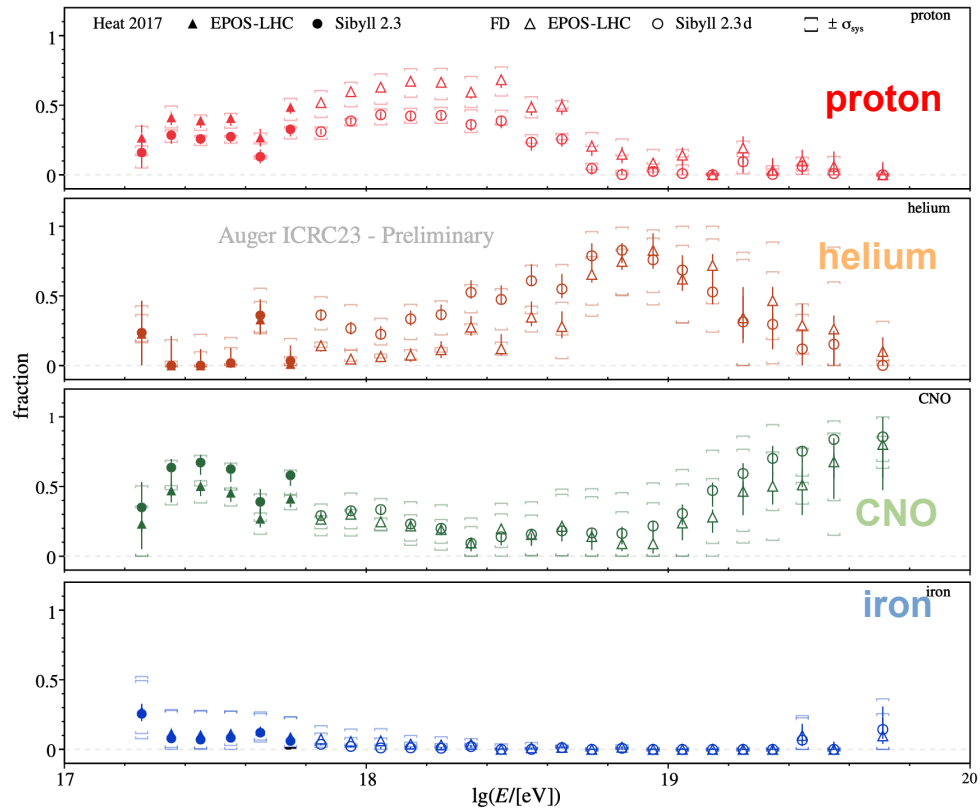 Heat 2017 ▲ EPOS-LHC ● Sibyll 2.3 FD △ EPOS-LHC ○ Sibyll 2.3d ± σsys
proton
1
0.5
0
proton
helium
1
0.5
0
Auger ICRC23 - Preliminary
helium
CNO
1
0.5
0
CNO
iron
1
0.5
0
iron
fraction
17
18
19
20
lg(E/[eV])